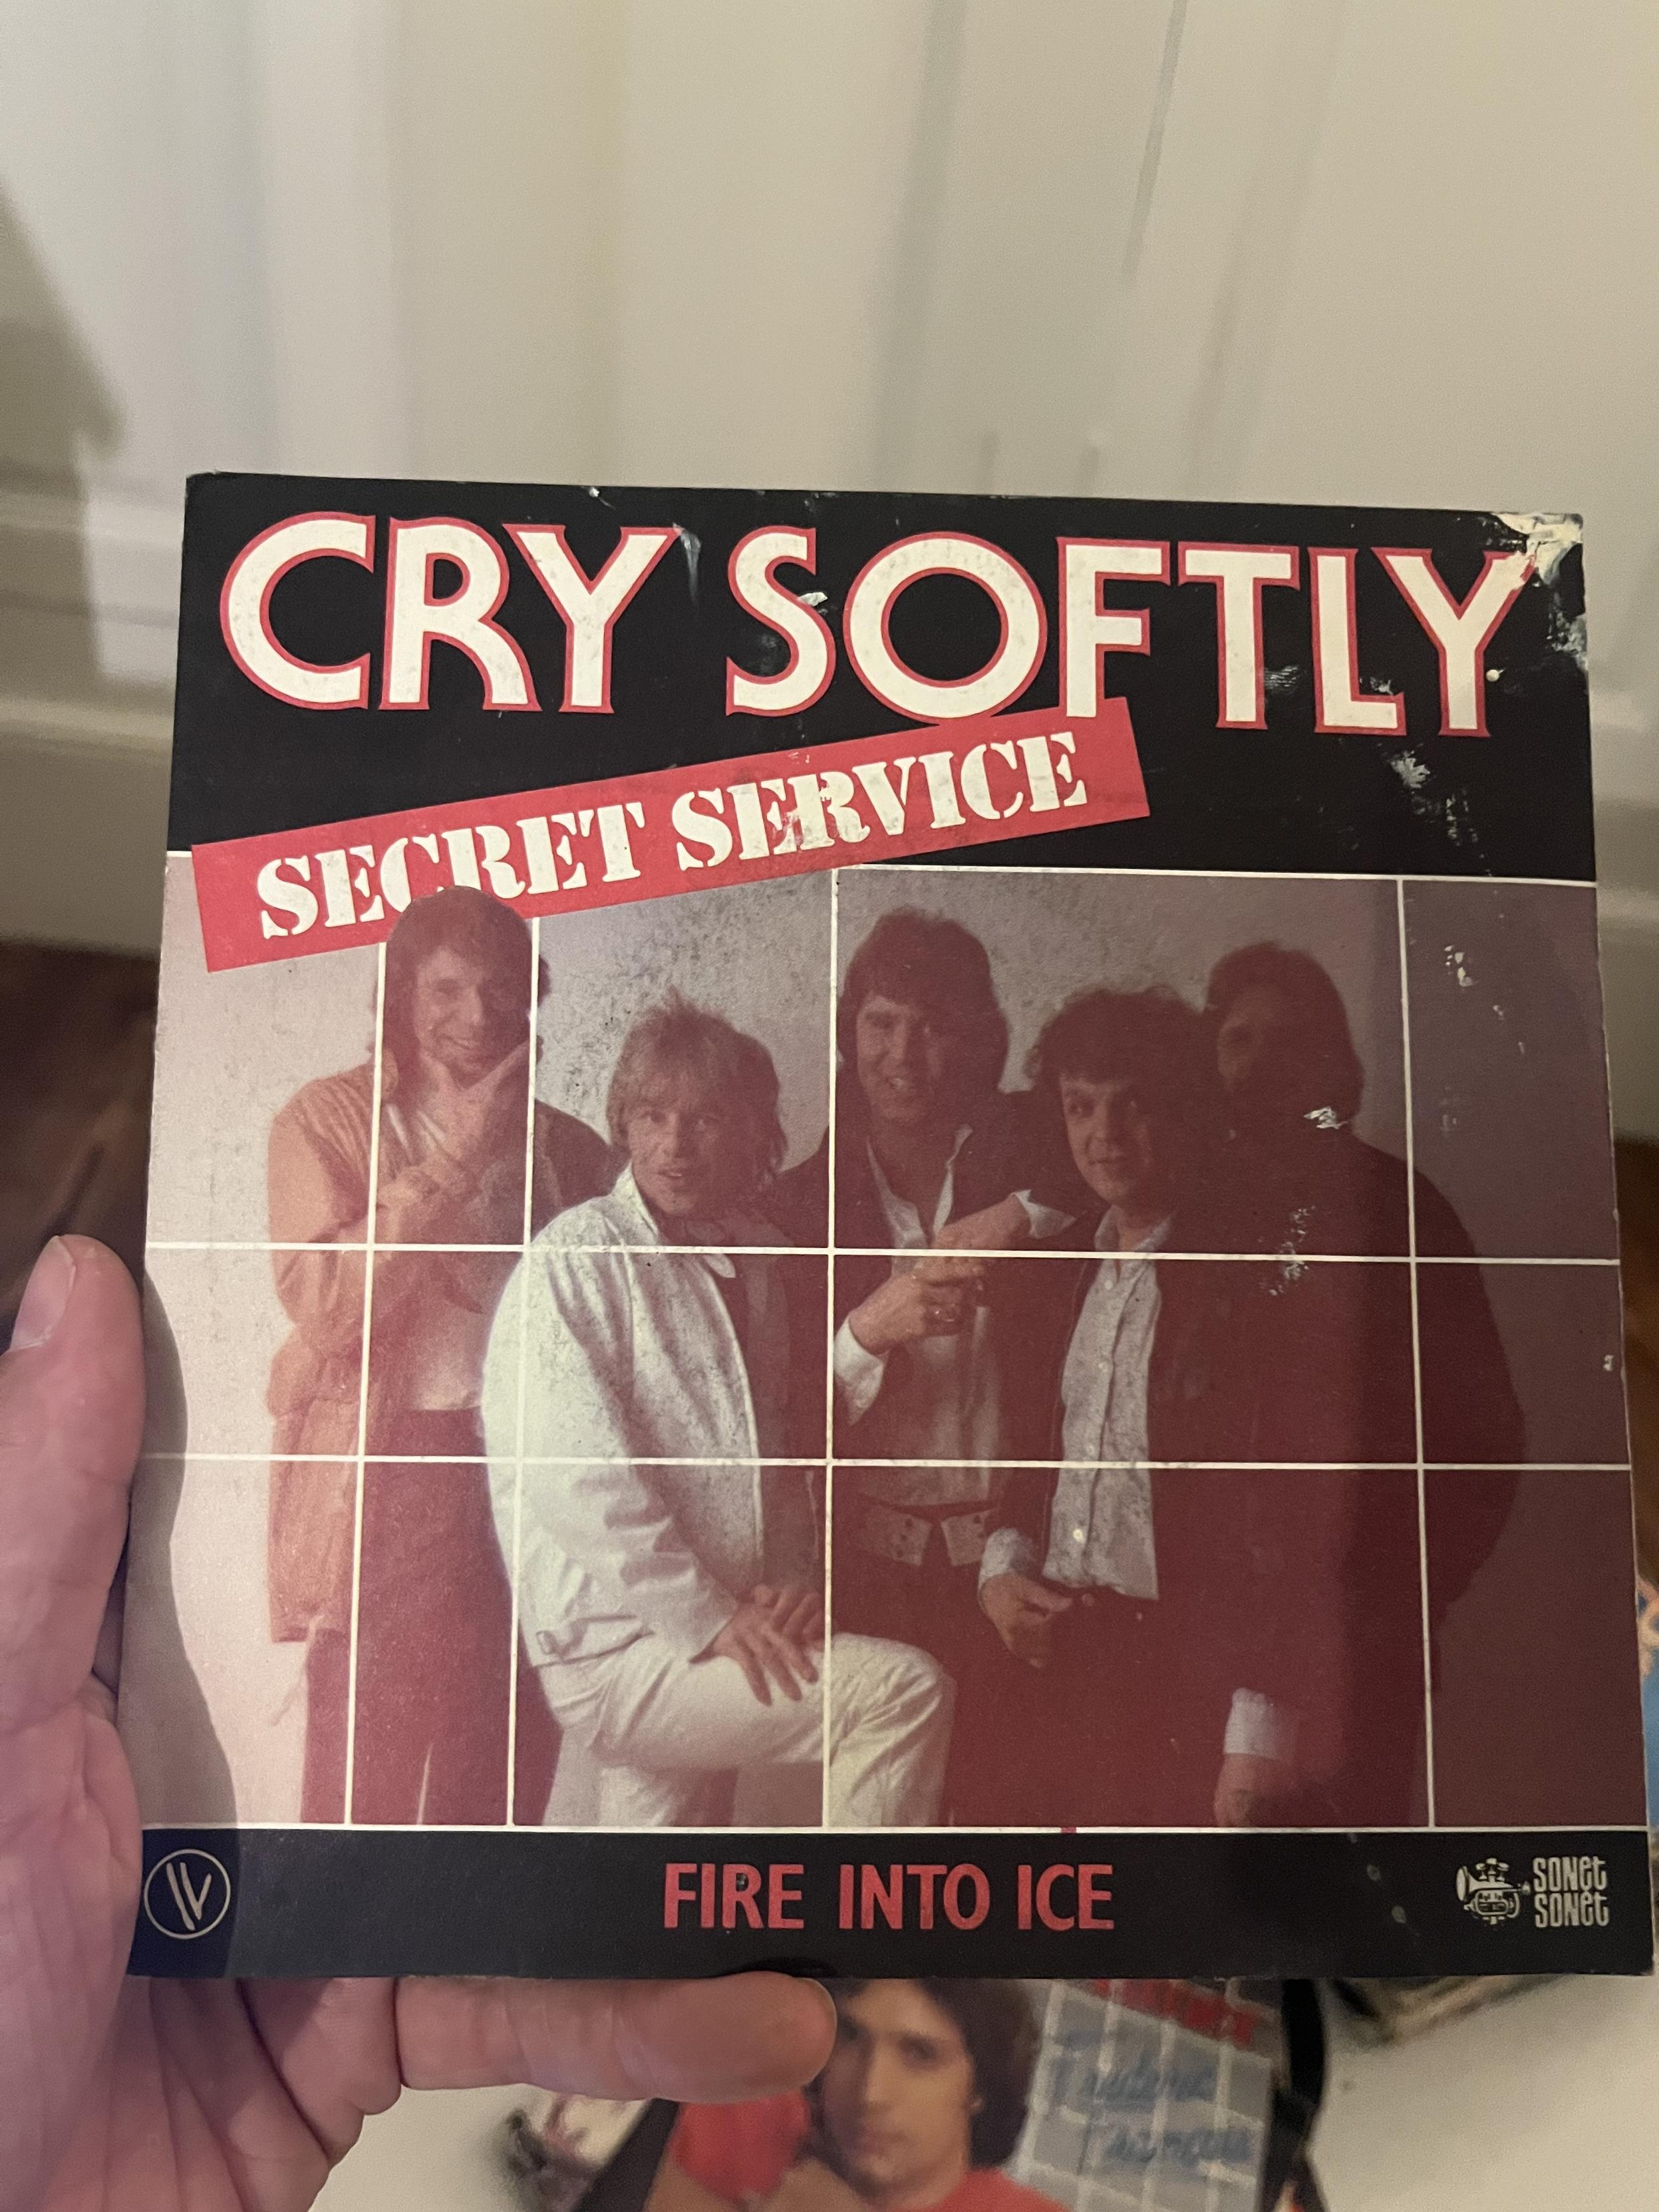 CRY SOFTLY
SECRET SERVICE
FIRE INTO ICE
SONET
SONET